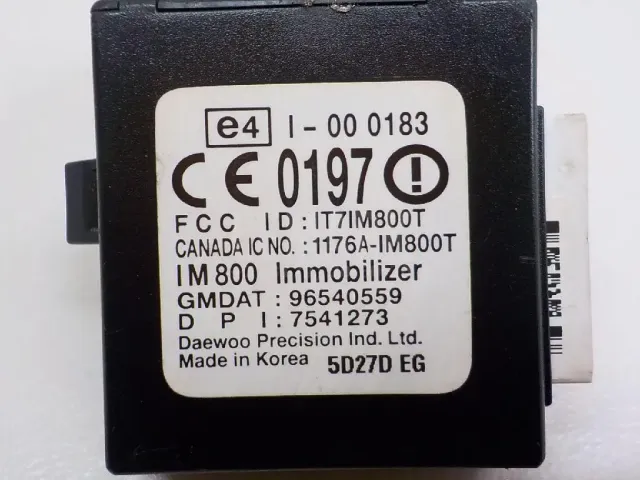 e4 I - 00 0183
CE 0197 !
FCC ID : IT7IM800T
CANADA IC NO. : 1176A-IM800T
IM800 Immobilizer
GMDAT : 96540559
D P I : 7541273
Daewoo Precision Ind. Ltd.
Made in Korea 5D27D EG